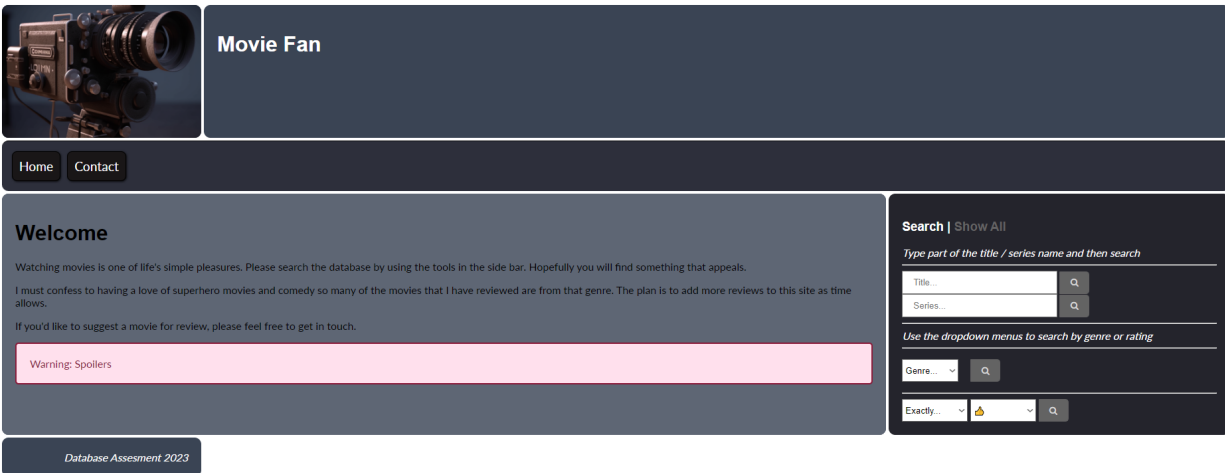 Movie Fan
Home Contact
Welcome
Watching movies is one of life's simple pleasures. Please search the database by using the tools in the side bar. Hopefully you will find something that appeals.
I must confess to having a love of superhero movies and comedy so many of the movies that I have reviewed are from that genre. The plan is to add more reviews to this site as time
allows.
If you'd like to suggest a movie for review, please feel free to get in touch.
Warning: Spoilers
Search | Show All
Type part of the title / series name and then search
Title...
Series...
Use the dropdown menus to search by genre or rating
Genre...
Exactly... 👍
Database Assesment 2023